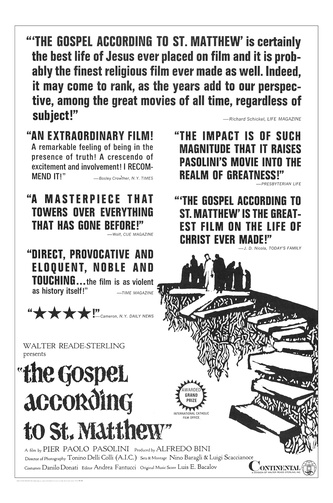 "'THE GOSPEL ACCORDING TO ST. MATTHEW' is certainly
the best life of Jesus ever placed on film and it is prob-
ably the finest religious film ever made as well. Indeed,
it may come to rank, as the years add to our perspec-
tive, among the great movies of all time, regardless of
subject!"
—Richard Schickel, LIFE MAGAZINE
"AN EXTRAORDINARY FILM!
A remarkable feeling of being in the
presence of truth! A crescendo of
excitement and involvement! I RECOM-
MEND IT!" —Bosley Crowther, N.Y. TIMES
"A MASTERPIECE THAT
TOWERS OVER EVERYTHING
THAT HAS GONE BEFORE!"
—Wolf, CUE MAGAZINE
"DIRECT, PROVOCATIVE AND
ELOQUENT, NOBLE AND
TOUCHING...the film is as violent
as history itself!" —TIME MAGAZINE
"★★★★!" —Cameron, N.Y. DAILY NEWS
"THE IMPACT IS OF SUCH
MAGNITUDE THAT IT RAISES
PASOLINI'S MOVIE INTO THE
REALM OF GREATNESS!"
—PRESBYTERIAN LIFE
"'THE GOSPEL ACCORDING TO
ST. MATTHEW' IS THE GREAT-
EST FILM ON THE LIFE OF
CHRIST EVER MADE!"
—J. D. Nicola, TODAY'S FAMILY
WALTER READE-STERLING
presents
"the Gospel
according
to St. Matthew"
AWARDED
GRAND
PRIZE
INTERNATIONAL CATHOLIC
FILM OFFICE
A film by PIER PAOLO PASOLINI Produced by ALFREDO BINI
Director of Photography Tonino Delli Colli (A.I.C.) Sets & Montage Nino Baragli & Luigi Scaccianoce
Costumes Danilo Donati Editor Andrea Fantucci Original Music Score Luis E. Bacalov
CONTINENTAL